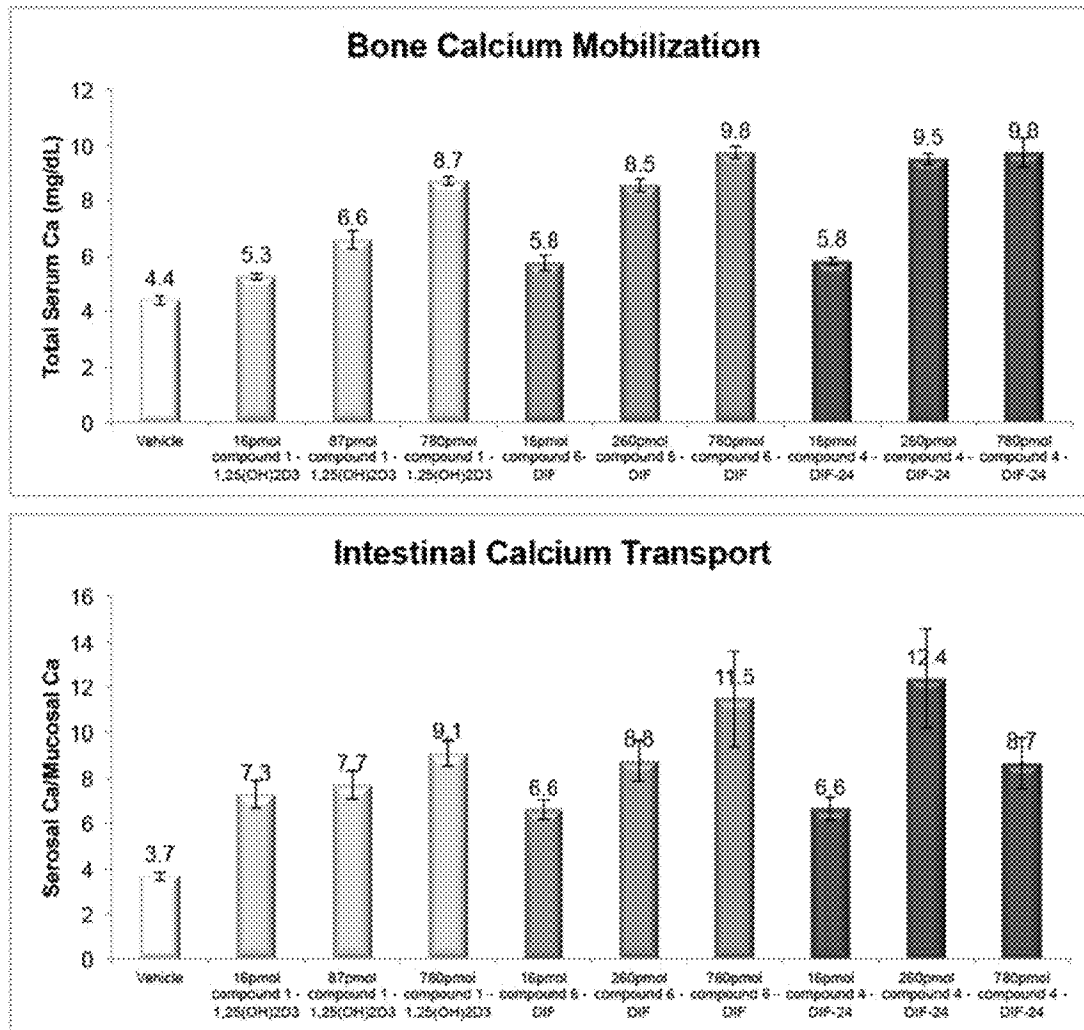 Bone Calcium Mobilization
Total Serum Ca (mg/dL)
12
10
8
6
4
2
0
4.4
5.3
6.6
8.7
5.8
8.5
9.8
5.8
9.5
9.8
Vehicle
16pmol compound 1 - 1,25(OH)2D3
87pmol compound 1 - 1,25(OH)2D3
780pmol compound 1 - 1,25(OH)2D3
16pmol compound 6 - DIF
260pmol compound 6 - DIF
780pmol compound 6 - DIF
16pmol compound 4 - DIF-24
260pmol compound 4 - DIF-24
780pmol compound 4 - DIF-24
Intestinal Calcium Transport
Serosal Ca/Mucosal Ca
16
14
12
10
8
6
4
2
0
3.7
7.3
7.7
9.1
6.6
8.8
11.5
6.6
12.4
8.7
Vehicle
16pmol compound 1 - 1,25(OH)2D3
87pmol compound 1 - 1,25(OH)2D3
780pmol compound 1 - 1,25(OH)2D3
16pmol compound 6 - DIF
260pmol compound 6 - DIF
780pmol compound 6 - DIF
16pmol compound 4 - DIF-24
260pmol compound 4 - DIF-24
780pmol compound 4 - DIF-24